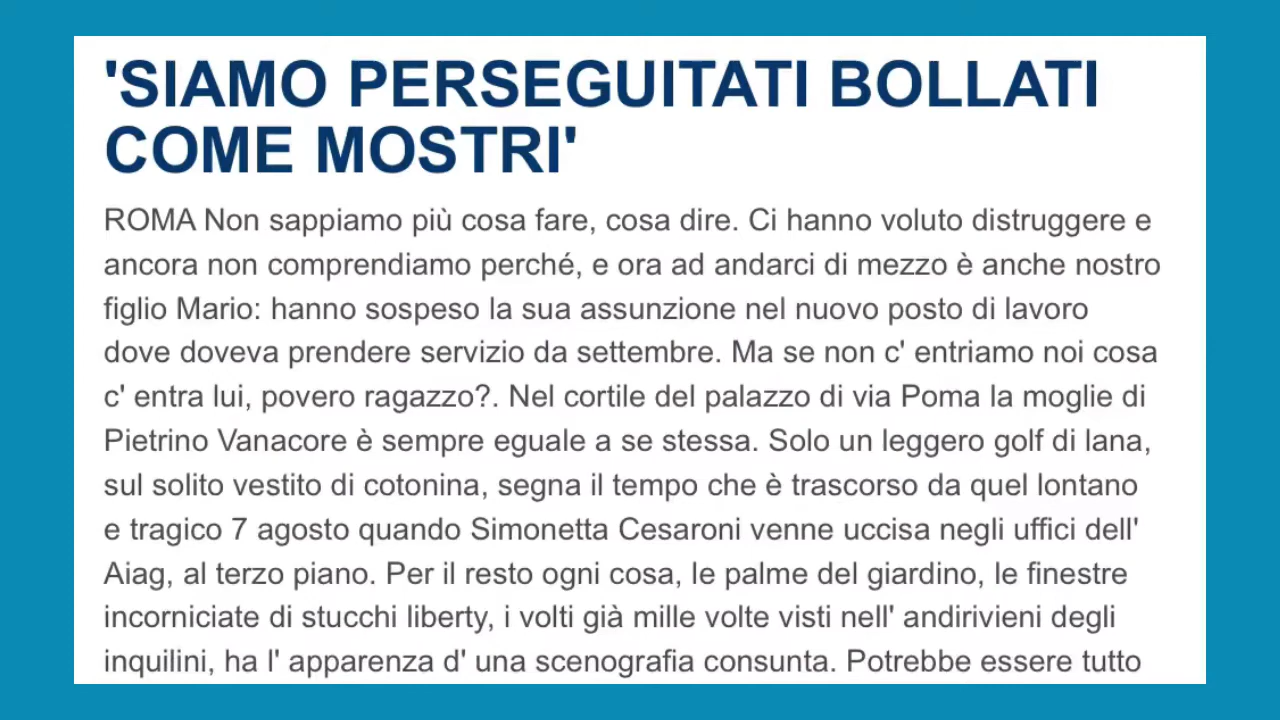 'SIAMO PERSEGUITATI BOLLATI
COME MOSTRI'
ROMA Non sappiamo più cosa fare, cosa dire. Ci hanno voluto distruggere e
ancora non comprendiamo perché, e ora ad andarci di mezzo è anche nostro
figlio Mario: hanno sospeso la sua assunzione nel nuovo posto di lavoro
dove doveva prendere servizio da settembre. Ma se non c' entriamo noi cosa
c' entra lui, povero ragazzo?. Nel cortile del palazzo di via Poma la moglie di
Pietrino Vanacore è sempre eguale a se stessa. Solo un leggero golf di lana,
sul solito vestito di cotonina, segna il tempo che è trascorso da quel lontano
e tragico 7 agosto quando Simonetta Cesaroni venne uccisa negli uffici dell'
Aiag, al terzo piano. Per il resto ogni cosa, le palme del giardino, le finestre
incorniciate di stucchi liberty, i volti già mille volte visti nell' andirivieni degli
inquilini, ha l' apparenza d' una scenografia consunta. Potrebbe essere tutto